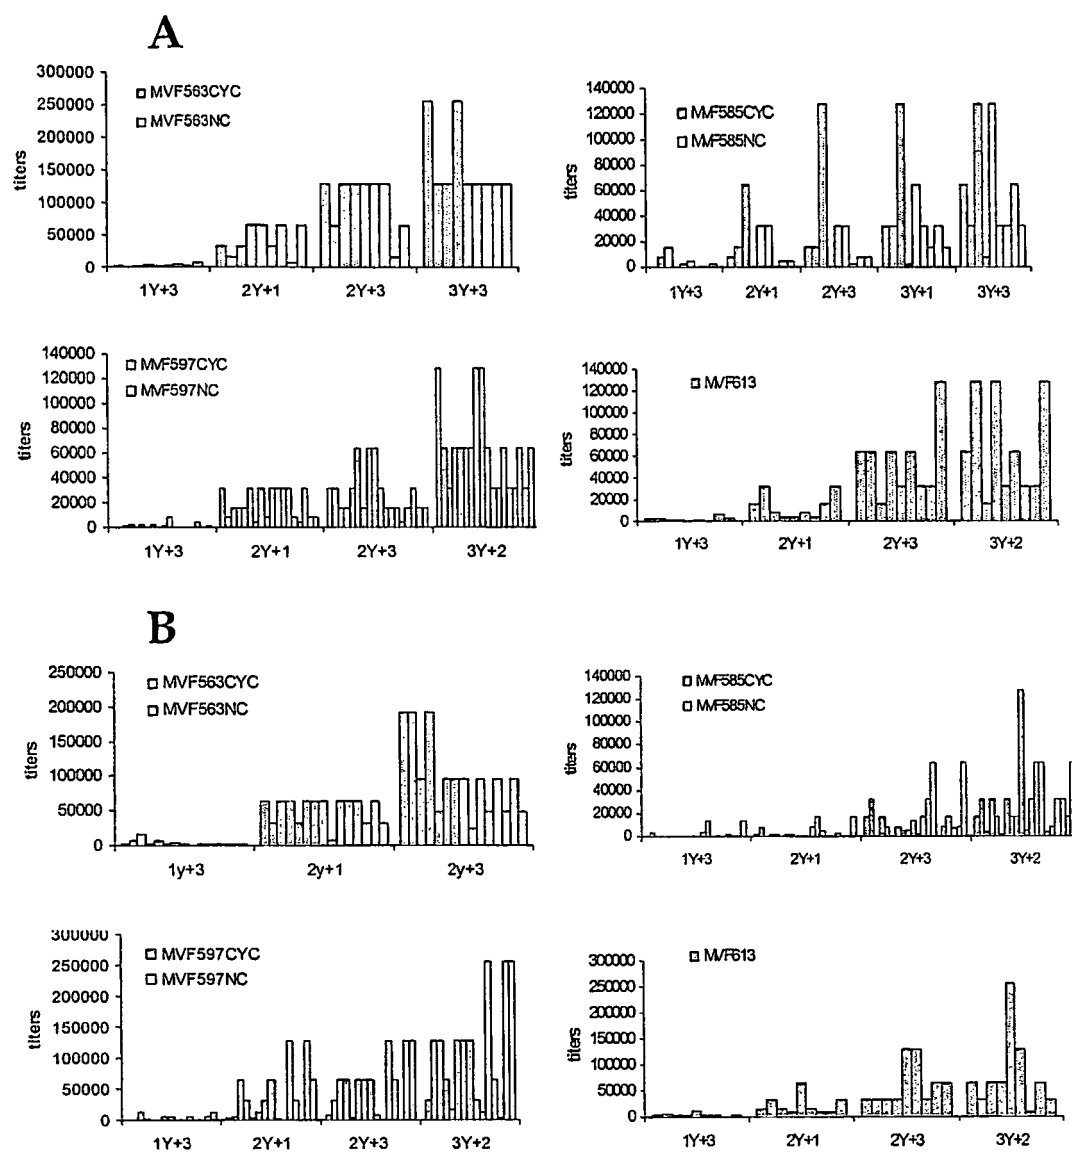 A
300000
250000
200000
150000
100000
50000
0
titers
MVF563CYC
MVF563NC
1Y+3 2Y+1 2Y+3 3Y+3
140000
120000
100000
80000
60000
40000
20000
0
titers
MVF585CYC
MVF585NC
1Y+3 2Y+1 2Y+3 3Y+1 3Y+3
140000
120000
100000
80000
60000
40000
20000
0
titers
MVF597CYC
MVF597NC
1Y+3 2Y+1 2Y+3 3Y+2
140000
120000
100000
80000
60000
40000
20000
0
titers
MVF613
1Y+3 2Y+1 2Y+3 3Y+2
B
250000
200000
150000
100000
50000
0
titers
MVF563CYC
MVF563NC
1y+3 2y+1 2y+3
140000
120000
100000
80000
60000
40000
20000
0
titers
MVF585CYC
MVF585NC
1Y+3 2Y+1 2Y+3 3Y+2
300000
250000
200000
150000
100000
50000
0
titers
MVF597CYC
MVF597NC
1Y+3 2Y+1 2Y+3 3Y+2
300000
250000
200000
150000
100000
50000
0
titers
MVF613
1Y+3 2Y+1 2Y+3 3Y+2